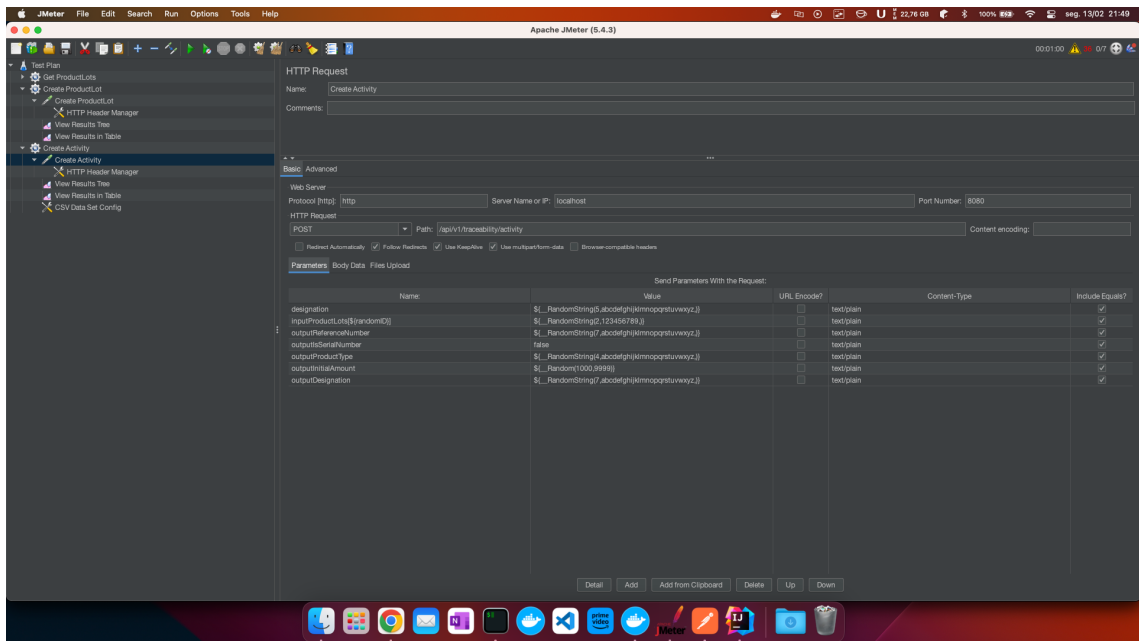 JMeter File Edit Search Run Options Tools Help 22,76 GB 100% seg. 13/02 21:49
Apache JMeter (5.4.3)
00:01:00 0/7
Test Plan
Get ProductLots
Create ProductLot
Create ProductLot
HTTP Header Manager
View Results Tree
View Results in Table
Create Activity
Create Activity
HTTP Header Manager
View Results Tree
View Results in Table
CSV Data Set Config
HTTP Request
Name: Create Activity
Comments:
Basic Advanced
Web Server
Protocol [http]: http Server Name or IP: localhost Port Number: 8080
HTTP Request
POST Path: /api/v1/traceability/activity Content encoding:
Redirect Automatically Follow Redirects Use KeepAlive Use multipart/form-data Browser-compatible headers
Parameters Body Data Files Upload
Send Parameters With the Request:
Name: Value URL Encode? Content-Type Include Equals?
designation ${__RandomString(5,abcdefghijklmnopqrstuvwxyz,)} text/plain
inputProductLots[${randomID}] ${__RandomString(2,123456789,)} text/plain
outputReferenceNumber ${__RandomString(7,abcdefghijklmnopqrstuvwxyz,)} text/plain
outputIsSerialNumber false text/plain
outputProductType ${__RandomString(4,abcdefghijklmnopqrstuvwxyz,)} text/plain
outputInitialAmount ${__Random(1000,9999)} text/plain
outputDesignation ${__RandomString(7,abcdefghijklmnopqrstuvwxyz,)} text/plain
Detail Add Add from Clipboard Delete Up Down
prime video
JMeter